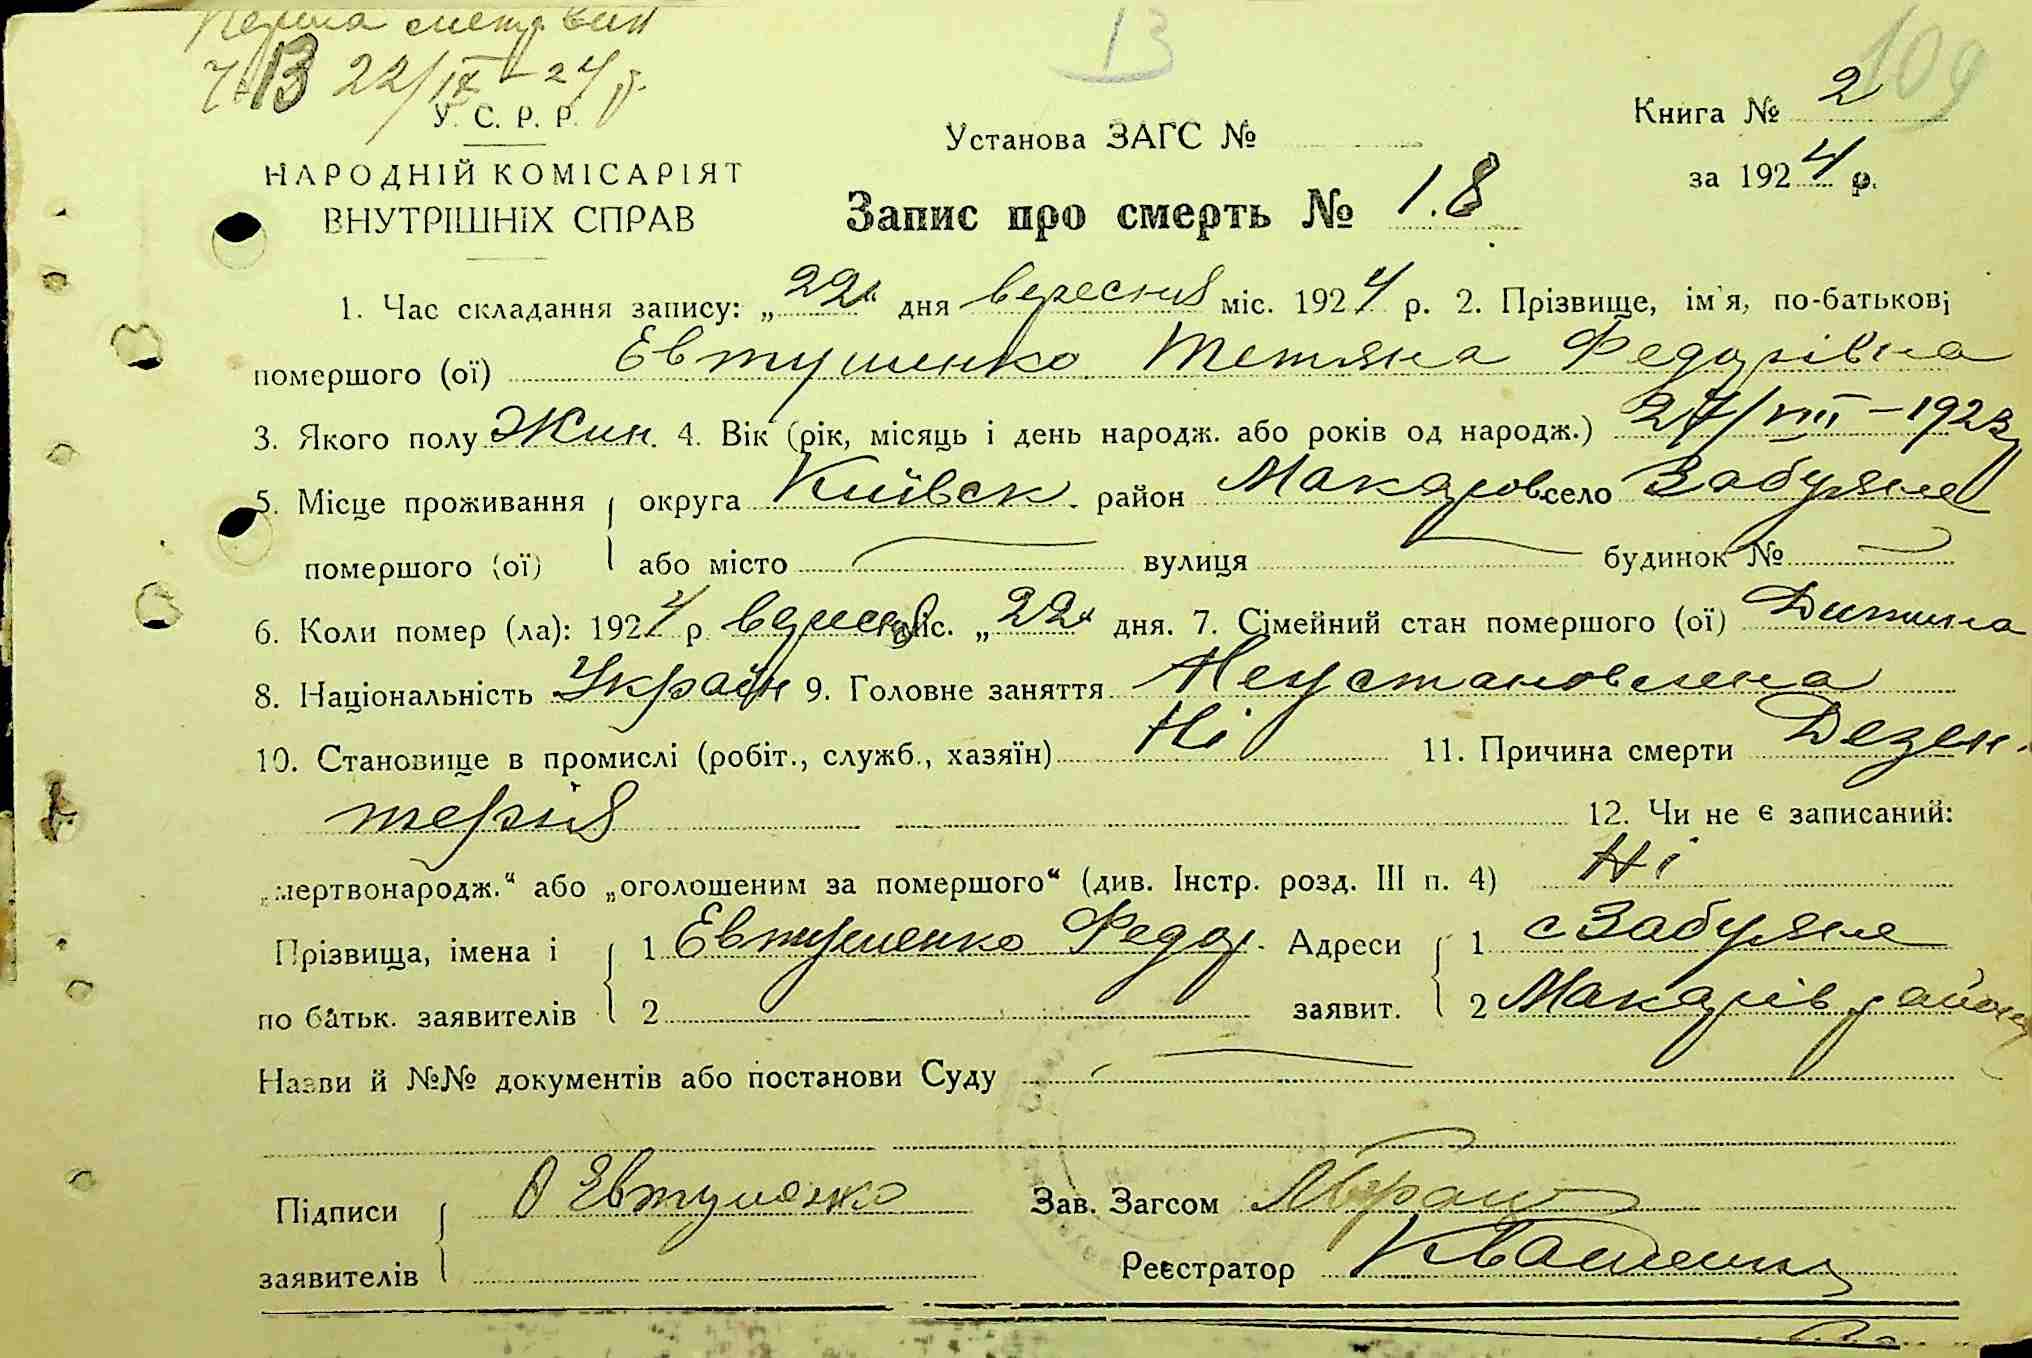 13
109
22/IX – 24 р.
У. С. Р. Р.
НАРОДНІЙ КОМІСАРІЯТ
ВНУТРІШНІХ СПРАВ
Установа ЗАГС №
Запис про смерть № 18
Книга № 2
за 1924 р.
1. Час складання запису: „22“ дня вересня міс. 1924 р. 2. Прізвище, ім'я, по-батькові
помершого (ої) Евтушенко Тетяна Федорівна
3. Якого полу Жин. 4. Вік (рік, місяць і день народж. або років од народж.) 27/VIII – 1923
5. Місце проживання округа Київськ. район Макаров село Забуяне
помершого (ої) або місто вулиця будинок №
6. Коли помер (ла): 1924 р. вересня міс. „22“ дня. 7. Сімейний стан помершого (ої) Дитина
8. Національність Україн 9. Головне заняття Неустановлена
10. Становище в промислі (робіт., служб., хазяїн) Ні 11. Причина смерти Дезен-
терія 12. Чи не є записаний:
„мертвонародж.“ або „оголошеним за помершого“ (див. Інстр. розд. III п. 4) Ні
Прізвища, імена і 1 Евтушенко Федор. Адреси 1 с Забуяне
по батьк. заявителів 2 заявит. 2 Макарів району
Назви й №№ документів або постанови Суду
Підписи Евтушенко Зав. Загсом
заявителів Реєстратор